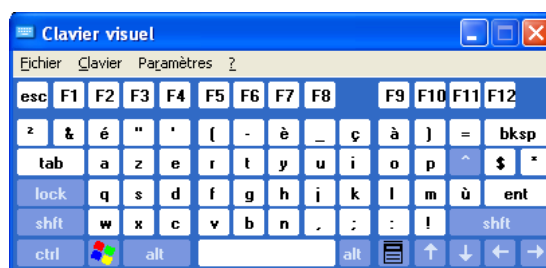 Clavier visuel
Fichier Clavier Paramètres ?
esc F1 F2 F3 F4 F5 F6 F7 F8 F9 F10 F11 F12
² & é " ' ( - è _ ç à ) = bksp
tab a z e r t y u i o p ^ $ *
lock q s d f g h j k l m ù ent
shft w x c v b n , ; : ! shft
ctrl alt alt ↑ ↓ ← →